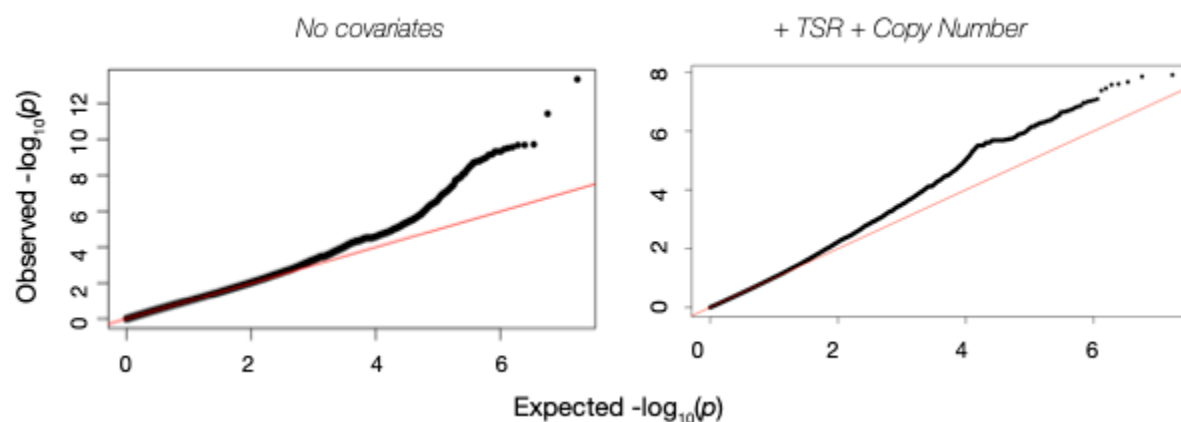 No covariates
+ TSR + Copy Number
Observed -log10(p)
0 2 4 6 8 10 12
0 2 4 6
0 2 4 6 8
0 2 4 6
Expected -log10(p)